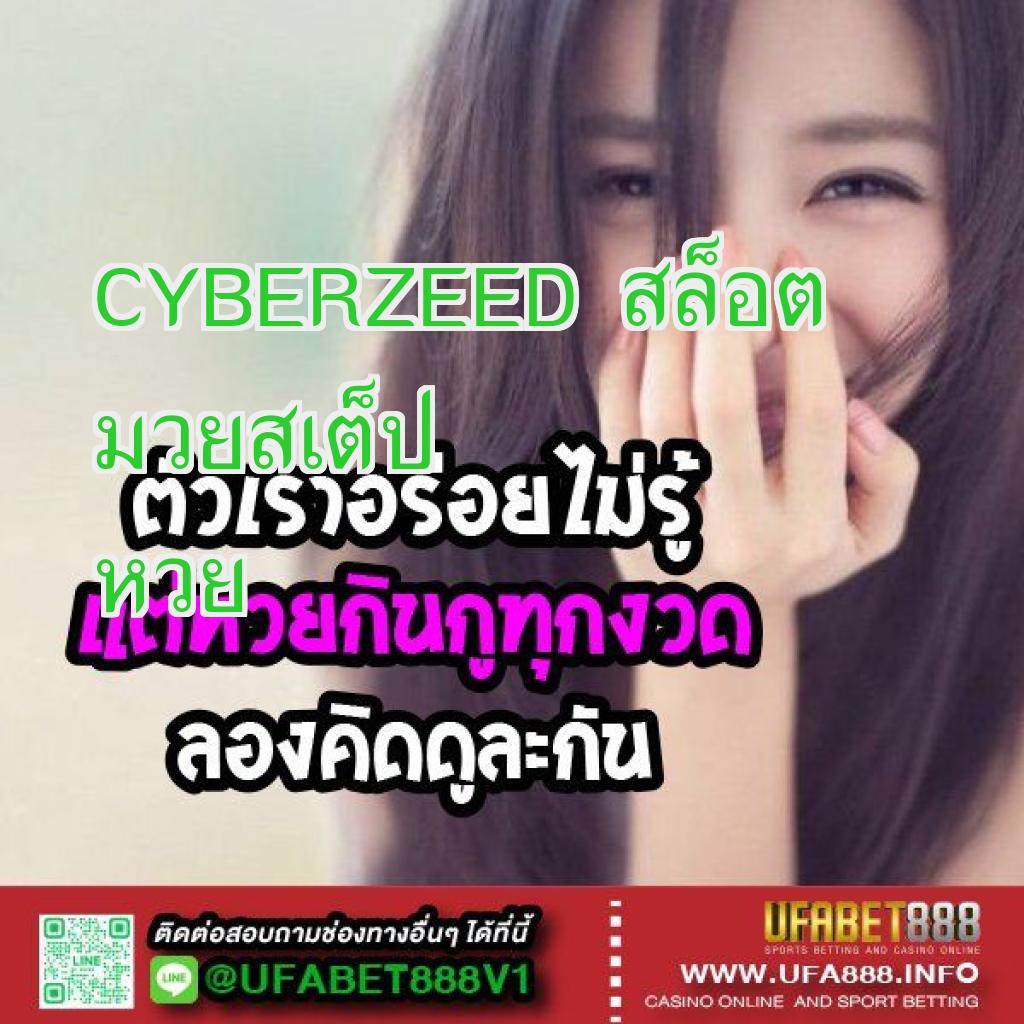 CYBERZEED สล็อต
มวยสเต็ป
ตัวเราอร่อยไม่รู้
หวย
แต่หวยกินกูทุกงวด
ลองคิดดูละกัน
ติดต่อสอบถามช่องทางอื่นๆ ได้ที่นี้
LINE
LINE
@UFABET888V1
UFABET888
SPORTS BETTING AND CASINO ONLINE
WWW.UFA888.INFO
CASINO ONLINE AND SPORT BETTING